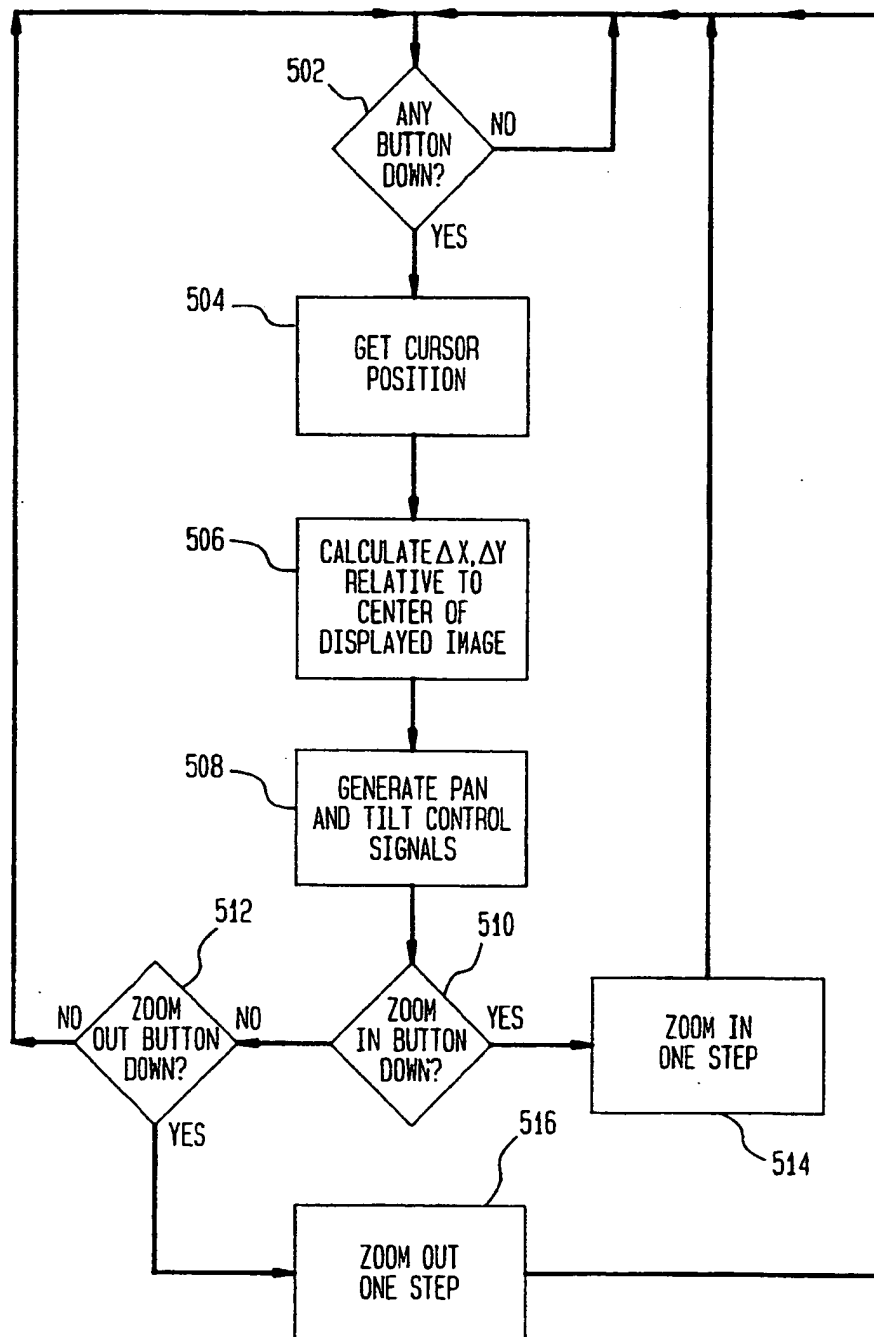 502
ANY
BUTTON
DOWN?
NO
YES
504
GET CURSOR
POSITION
506
CALCULATE ΔX, ΔY
RELATIVE TO
CENTER OF
DISPLAYED IMAGE
508
GENERATE PAN
AND TILT CONTROL
SIGNALS
512
510
NO
ZOOM
OUT BUTTON
DOWN?
NO
ZOOM
IN BUTTON
DOWN?
YES
ZOOM IN
ONE STEP
YES
516
514
ZOOM OUT
ONE STEP